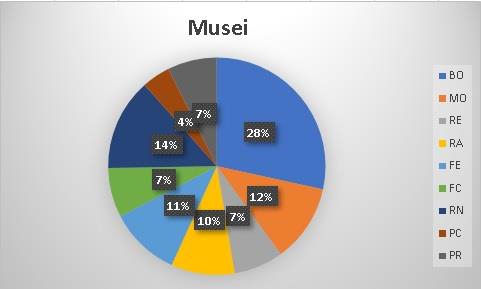 Musei
28%
12%
7%
10%
11%
7%
14%
4%
7%
BO
MO
RE
RA
FE
FC
RN
PC
PR